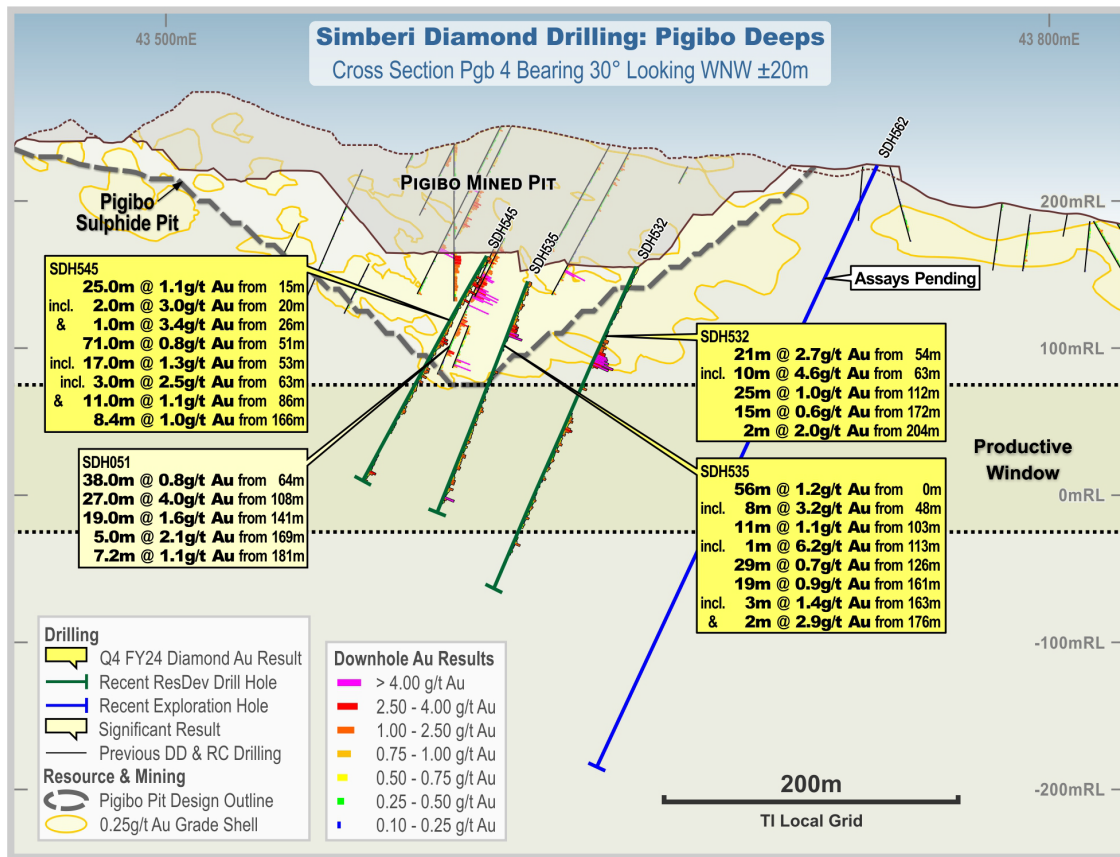 43 500mE
43 800mE
Simberi Diamond Drilling: Pigibo Deeps
Cross Section Pgb 4 Bearing 30° Looking WNW ±20m
SDH562
PIGIBO MINED PIT
Pigibo
Sulphide Pit
SDH545
SDH535
SDH532
200mRL
Assays Pending
SDH545
25.0m @ 1.1g/t Au from 15m
incl. 2.0m @ 3.0g/t Au from 20m
& 1.0m @ 3.4g/t Au from 26m
71.0m @ 0.8g/t Au from 51m
incl. 17.0m @ 1.3g/t Au from 53m
incl. 3.0m @ 2.5g/t Au from 63m
& 11.0m @ 1.1g/t Au from 86m
8.4m @ 1.0g/t Au from 166m
SDH532
21m @ 2.7g/t Au from 54m
incl. 10m @ 4.6g/t Au from 63m
25m @ 1.0g/t Au from 112m
15m @ 0.6g/t Au from 172m
2m @ 2.0g/t Au from 204m
100mRL
Productive
Window
SDH051
38.0m @ 0.8g/t Au from 64m
27.0m @ 4.0g/t Au from 108m
19.0m @ 1.6g/t Au from 141m
5.0m @ 2.1g/t Au from 169m
7.2m @ 1.1g/t Au from 181m
SDH535
56m @ 1.2g/t Au from 0m
incl. 8m @ 3.2g/t Au from 48m
11m @ 1.1g/t Au from 103m
incl. 1m @ 6.2g/t Au from 113m
29m @ 0.7g/t Au from 126m
19m @ 0.9g/t Au from 161m
incl. 3m @ 1.4g/t Au from 163m
& 2m @ 2.9g/t Au from 176m
0mRL
-100mRL
-200mRL
Drilling
Q4 FY24 Diamond Au Result
Recent ResDev Drill Hole
Recent Exploration Hole
Significant Result
Previous DD & RC Drilling
Resource & Mining
Pigibo Pit Design Outline
0.25g/t Au Grade Shell
Downhole Au Results
> 4.00 g/t Au
2.50 - 4.00 g/t Au
1.00 - 2.50 g/t Au
0.75 - 1.00 g/t Au
0.50 - 0.75 g/t Au
0.25 - 0.50 g/t Au
0.10 - 0.25 g/t Au
200m
TI Local Grid